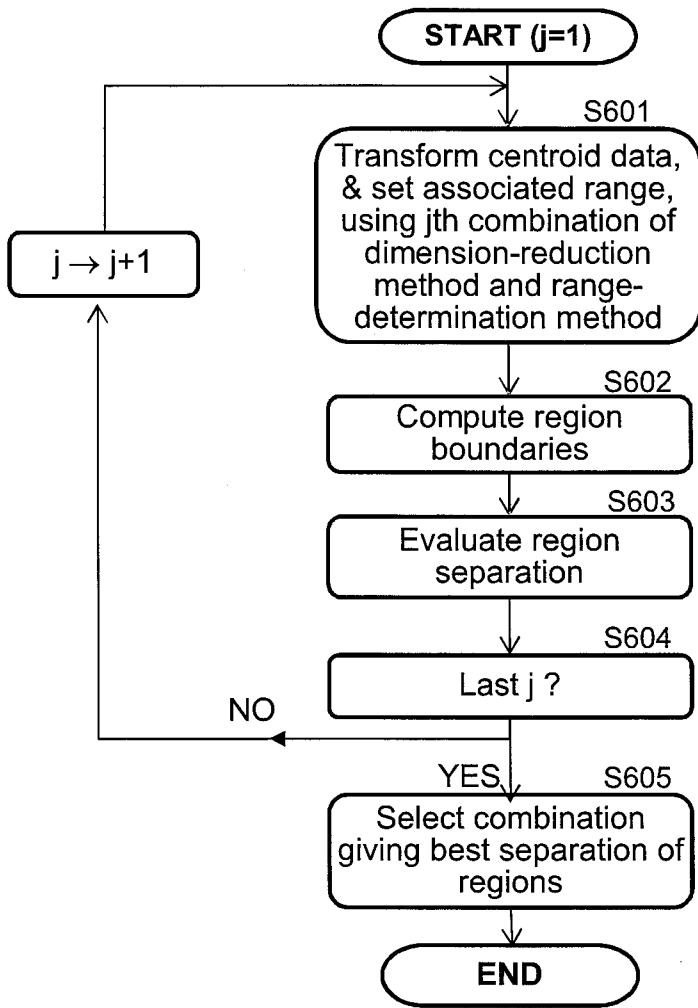 START (j=1)
S601
Transform centroid data,
& set associated range,
using jth combination of
dimension-reduction
method and range-
determination method
j → j+1
S602
Compute region
boundaries
S603
Evaluate region
separation
S604
Last j ?
NO
YES
S605
Select combination
giving best separation of
regions
END